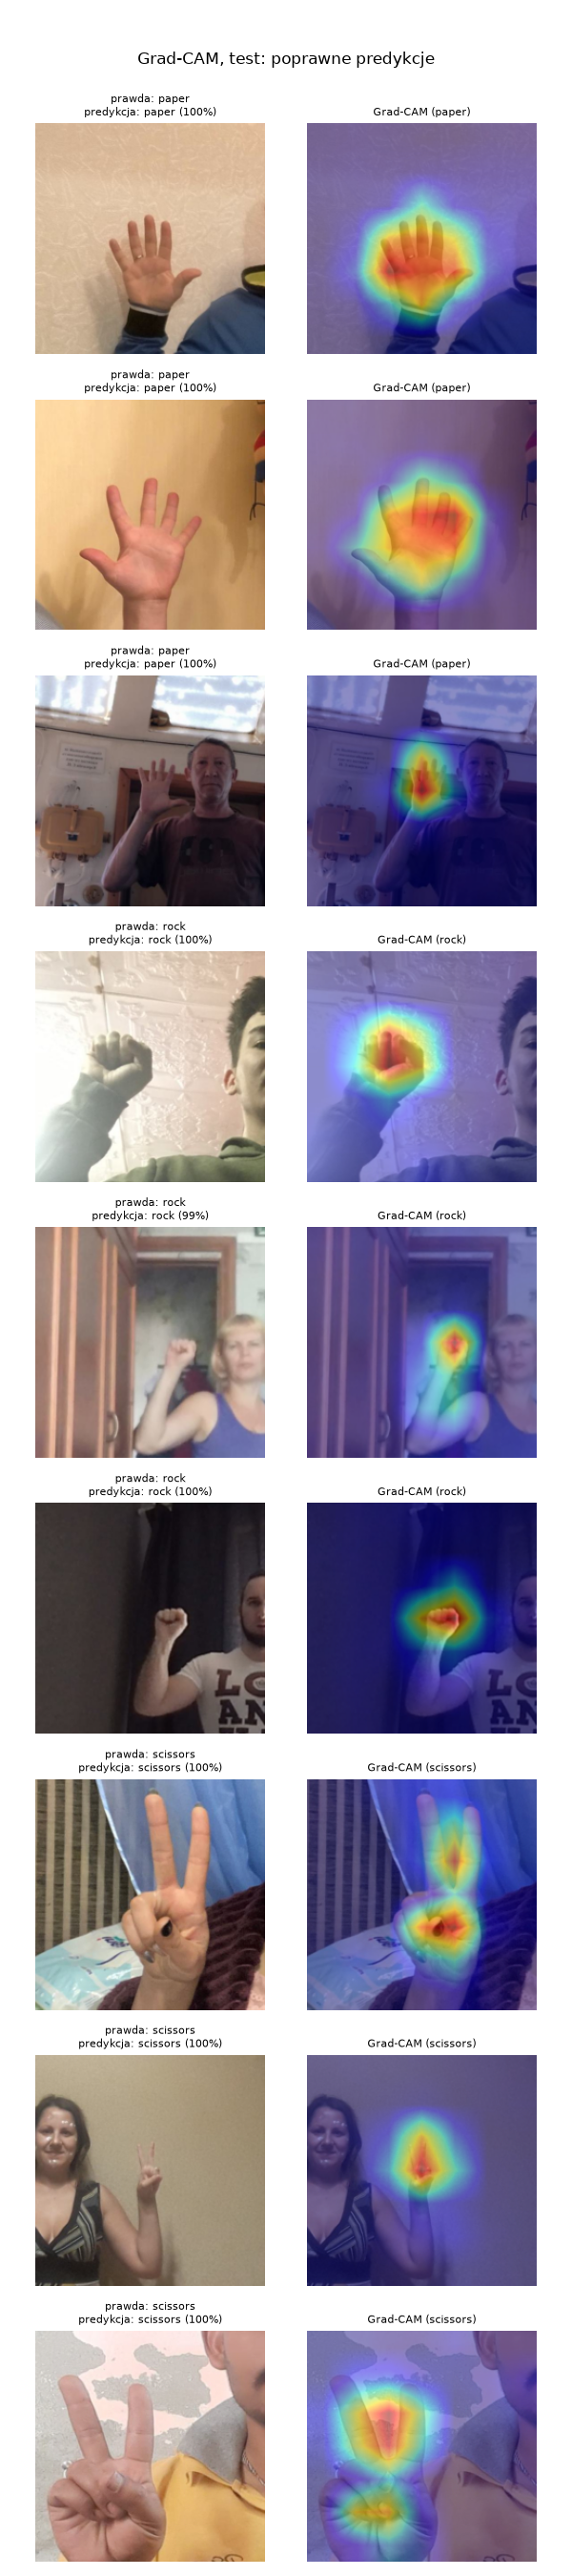 Grad-CAM, test: poprawne predykcje
prawda: paper
predykcja: paper (100%)
Grad-CAM (paper)
prawda: paper
predykcja: paper (100%)
Grad-CAM (paper)
prawda: paper
predykcja: paper (100%)
Grad-CAM (paper)
prawda: rock
predykcja: rock (100%)
Grad-CAM (rock)
prawda: rock
predykcja: rock (99%)
Grad-CAM (rock)
prawda: rock
predykcja: rock (100%)
Grad-CAM (rock)
prawda: scissors
predykcja: scissors (100%)
Grad-CAM (scissors)
prawda: scissors
predykcja: scissors (100%)
Grad-CAM (scissors)
prawda: scissors
predykcja: scissors (100%)
Grad-CAM (scissors)